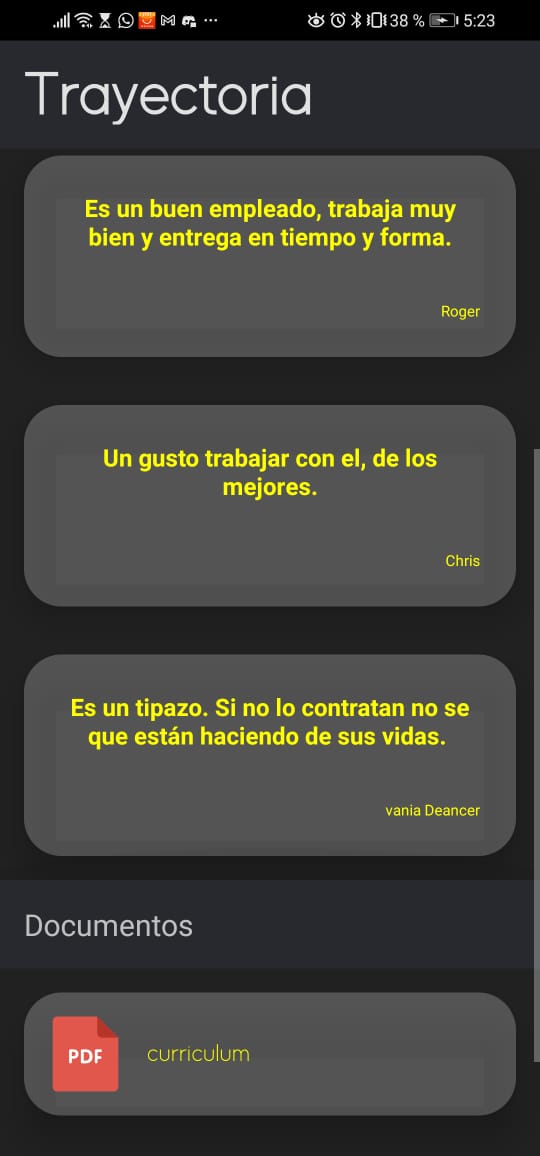 38 % 5:23
Trayectoria
Es un buen empleado, trabaja muy
bien y entrega en tiempo y forma.
Roger
Un gusto trabajar con el, de los
mejores.
Chris
Es un tipazo. Si no lo contratan no se
que están haciendo de sus vidas.
vania Deancer
Documentos
PDF curriculum